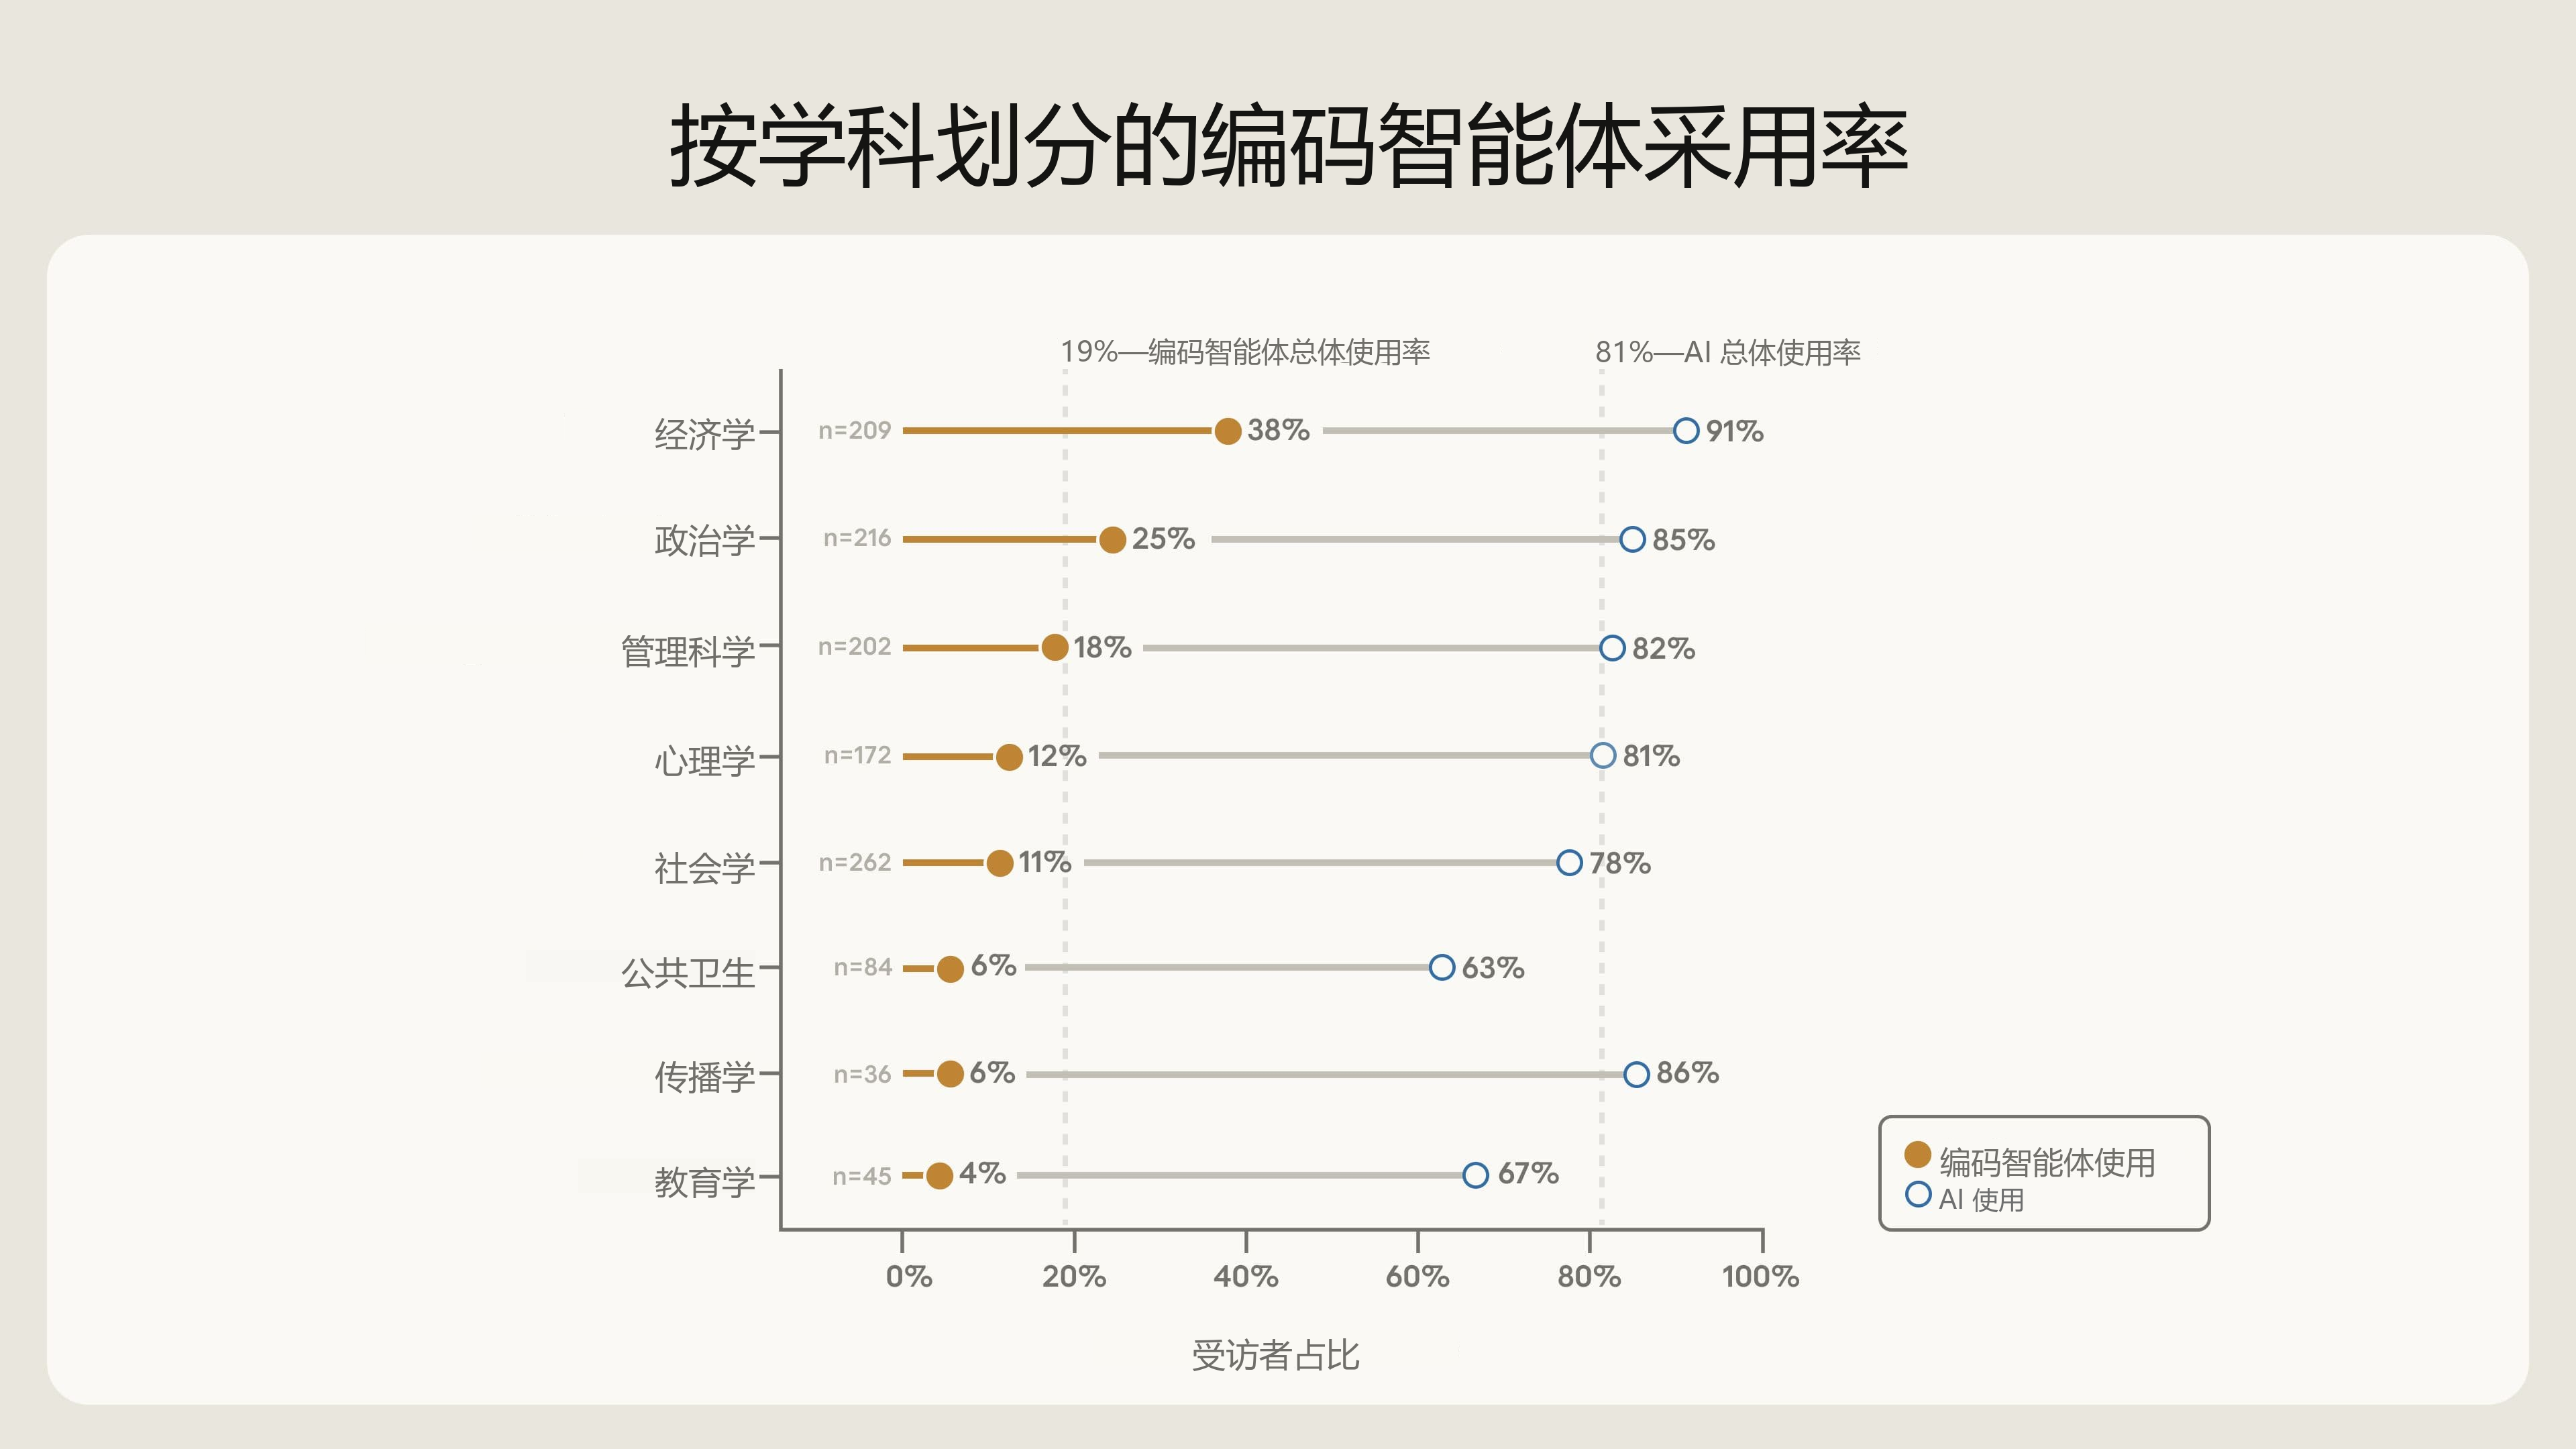 按学科划分的编码智能体采用率
19%—编码智能体总体使用率
81%—AI 总体使用率
经济学 n=209 38% 91%
政治学 n=216 25% 85%
管理科学 n=202 18% 82%
心理学 n=172 12% 81%
社会学 n=262 11% 78%
公共卫生 n=84 6% 63%
传播学 n=36 6% 86%
教育学 n=45 4% 67%
编码智能体使用
AI 使用
0% 20% 40% 60% 80% 100%
受访者占比